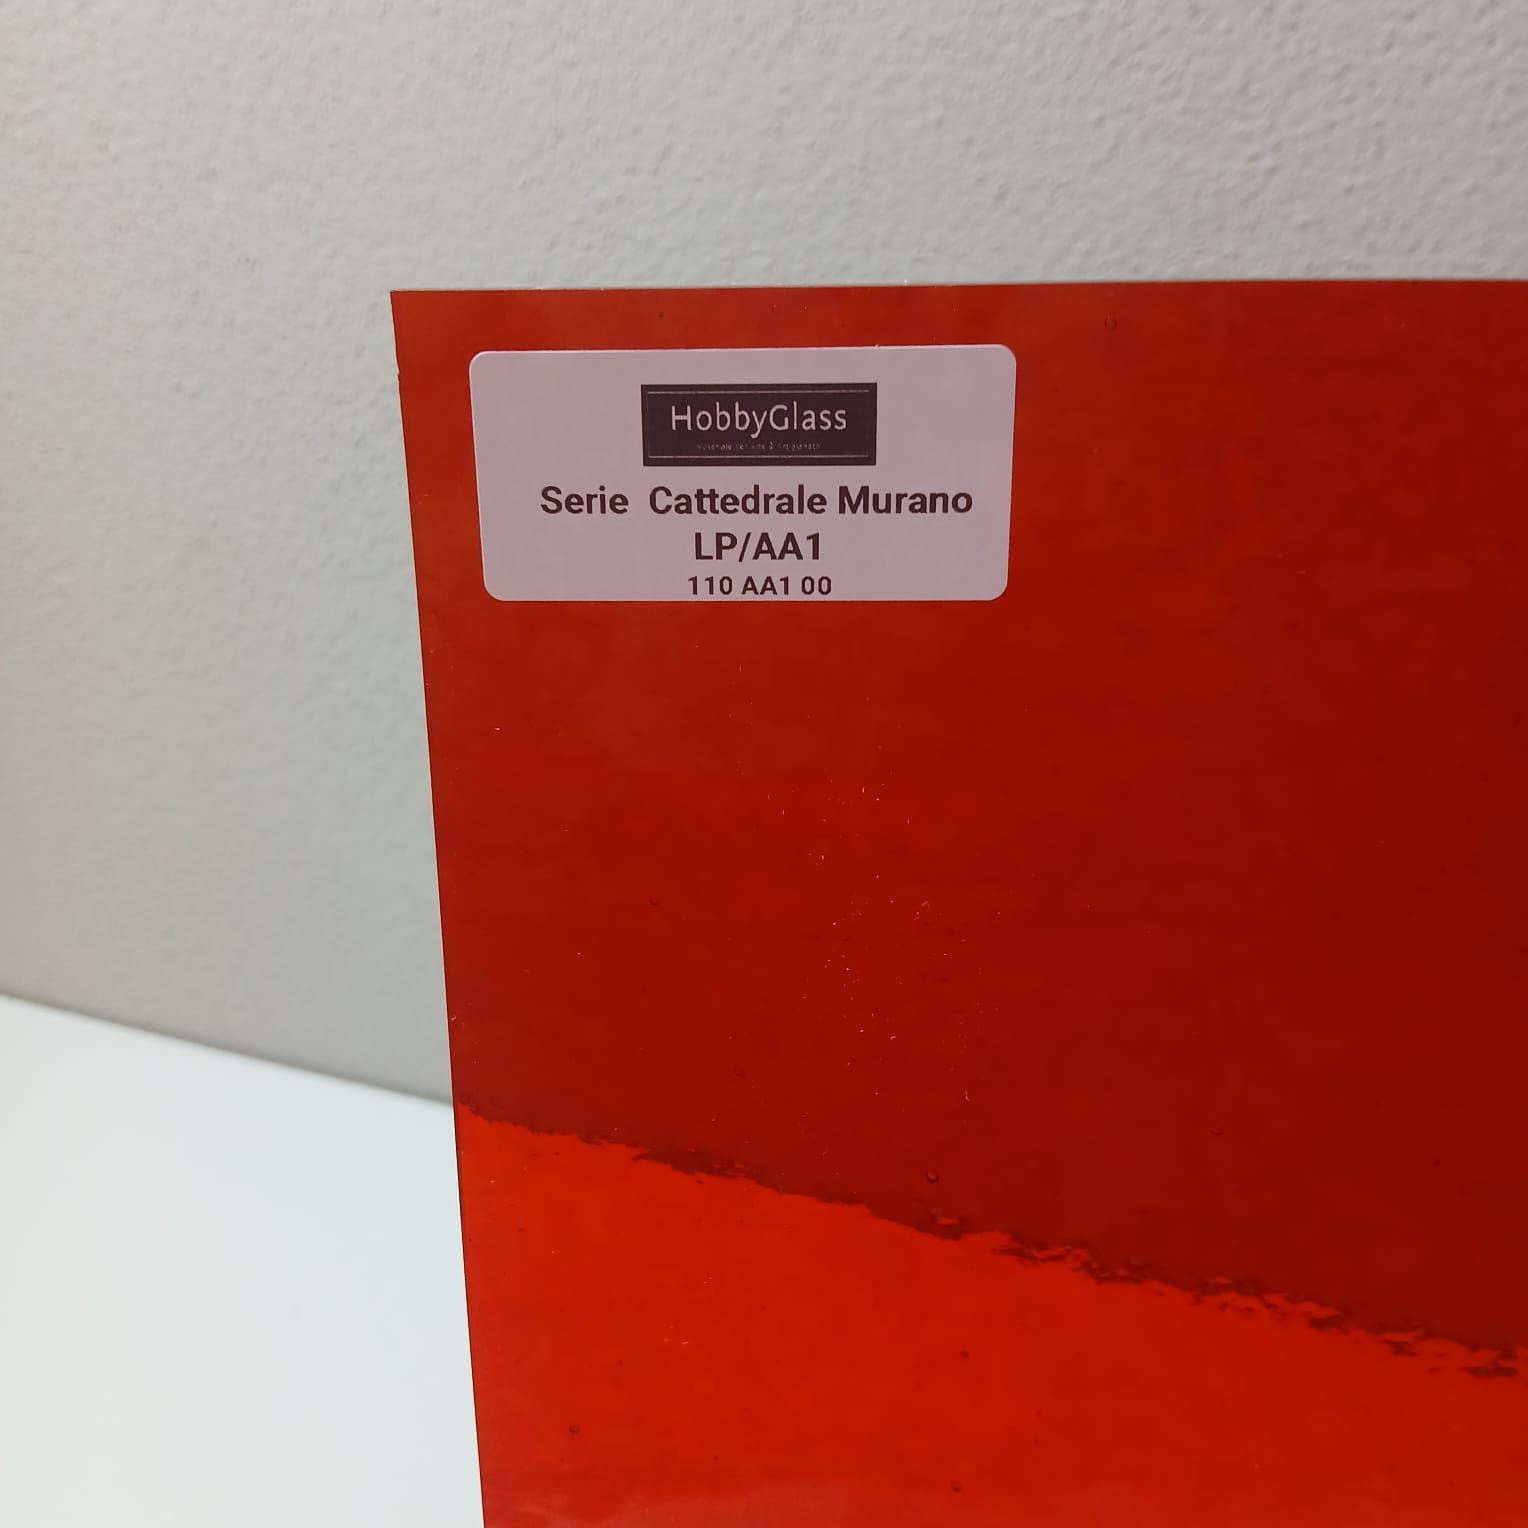 HobbyGlass
Serie Cattedrale Murano
LP/AA1
110 AA1 00